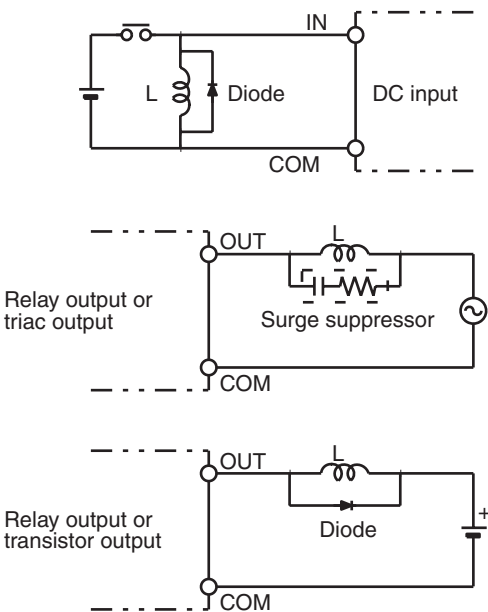 IN
L
Diode
DC input
COM
OUT
L
Relay output or
triac output
Surge suppressor
COM
OUT
L
Relay output or
transistor output
Diode
+
COM